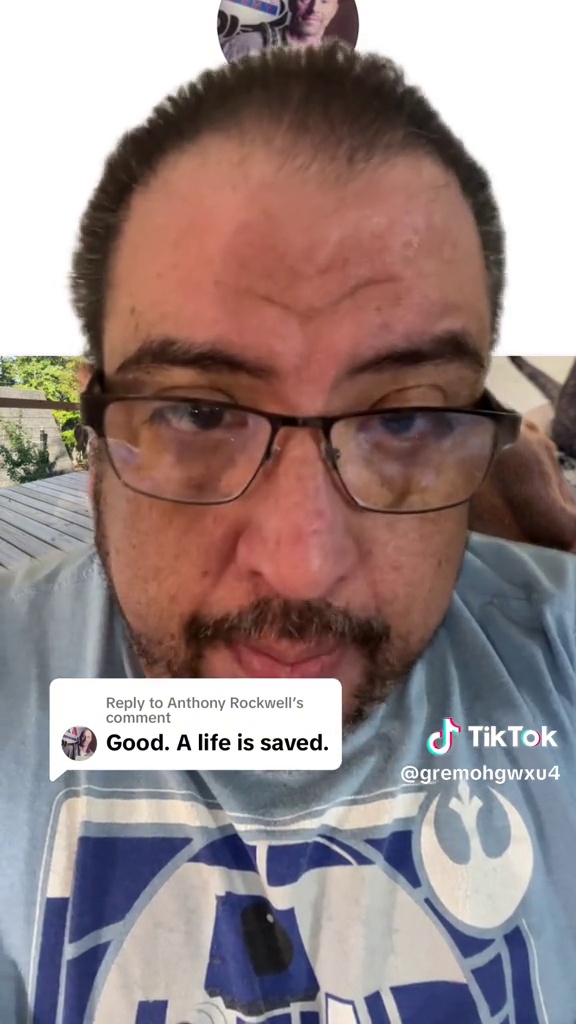 Reply to Anthony Rockwell's
comment
Good. A life is saved.
TikTok
@gremohgwxu4